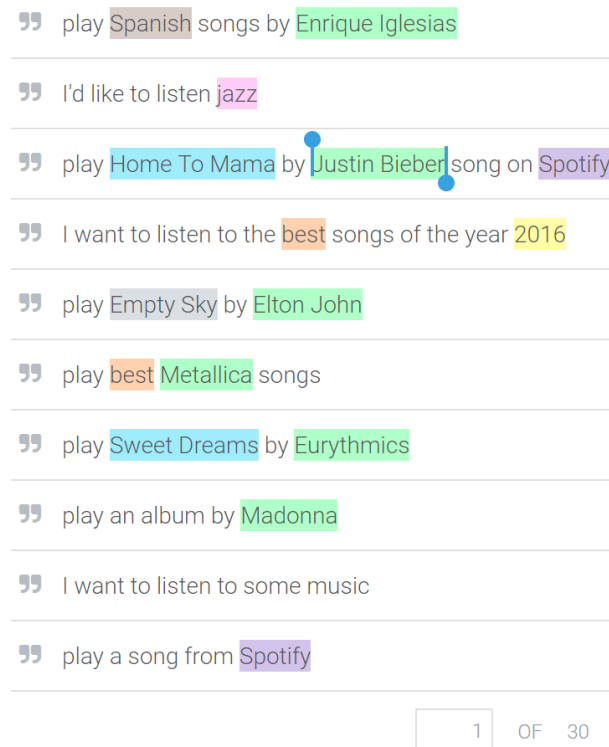 play Spanish songs by Enrique Iglesias
I'd like to listen jazz
play Home To Mama by Justin Bieber song on Spotify
I want to listen to the best songs of the year 2016
play Empty Sky by Elton John
play best Metallica songs
play Sweet Dreams by Eurythmics
play an album by Madonna
I want to listen to some music
play a song from Spotify
1 OF 30